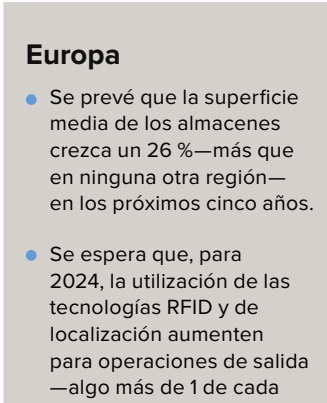 Europa
Se prevé que la superficie
media de los almacenes
crezca un 26 %—más que
en ninguna otra región—
en los próximos cinco años.
Se espera que, para
2024, la utilización de las
tecnologías RFID y de
localización aumenten
para operaciones de salida
—algo más de 1 de cada